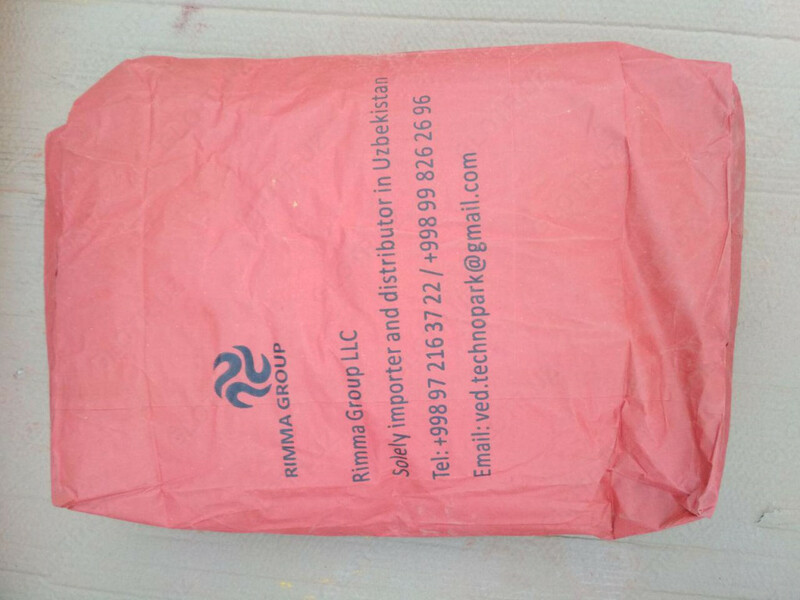 RIMMA GROUP
Rimma Group LLC
Solely importer and distributor in Uzbekistan
Tel: +998 97 216 37 22 / +998 99 826 26 96
Email: ved.technopark@gmail.com